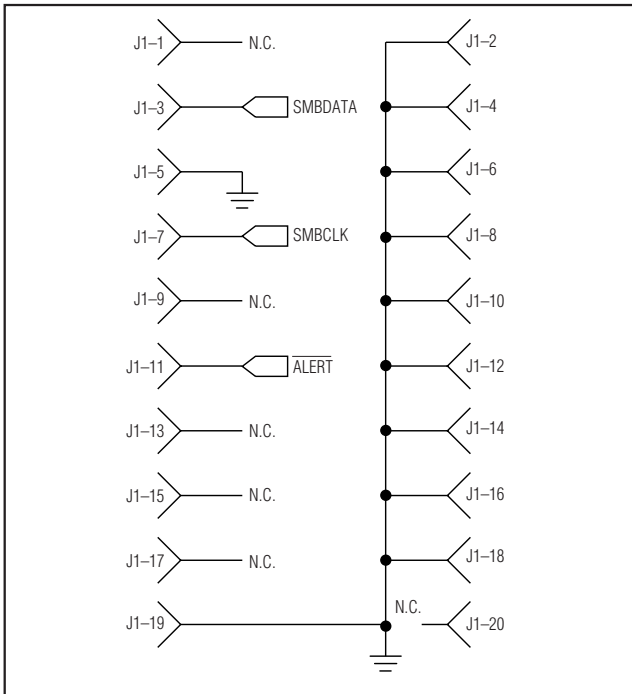 J1–1 N.C. J1–2
J1–3 SMBDATA J1–4
J1–5 J1–6
J1–7 SMBCLK J1–8
J1–9 N.C. J1–10
J1–11 ALERT J1–12
J1–13 N.C. J1–14
J1–15 N.C. J1–16
J1–17 N.C. J1–18
J1–19 N.C. J1–20